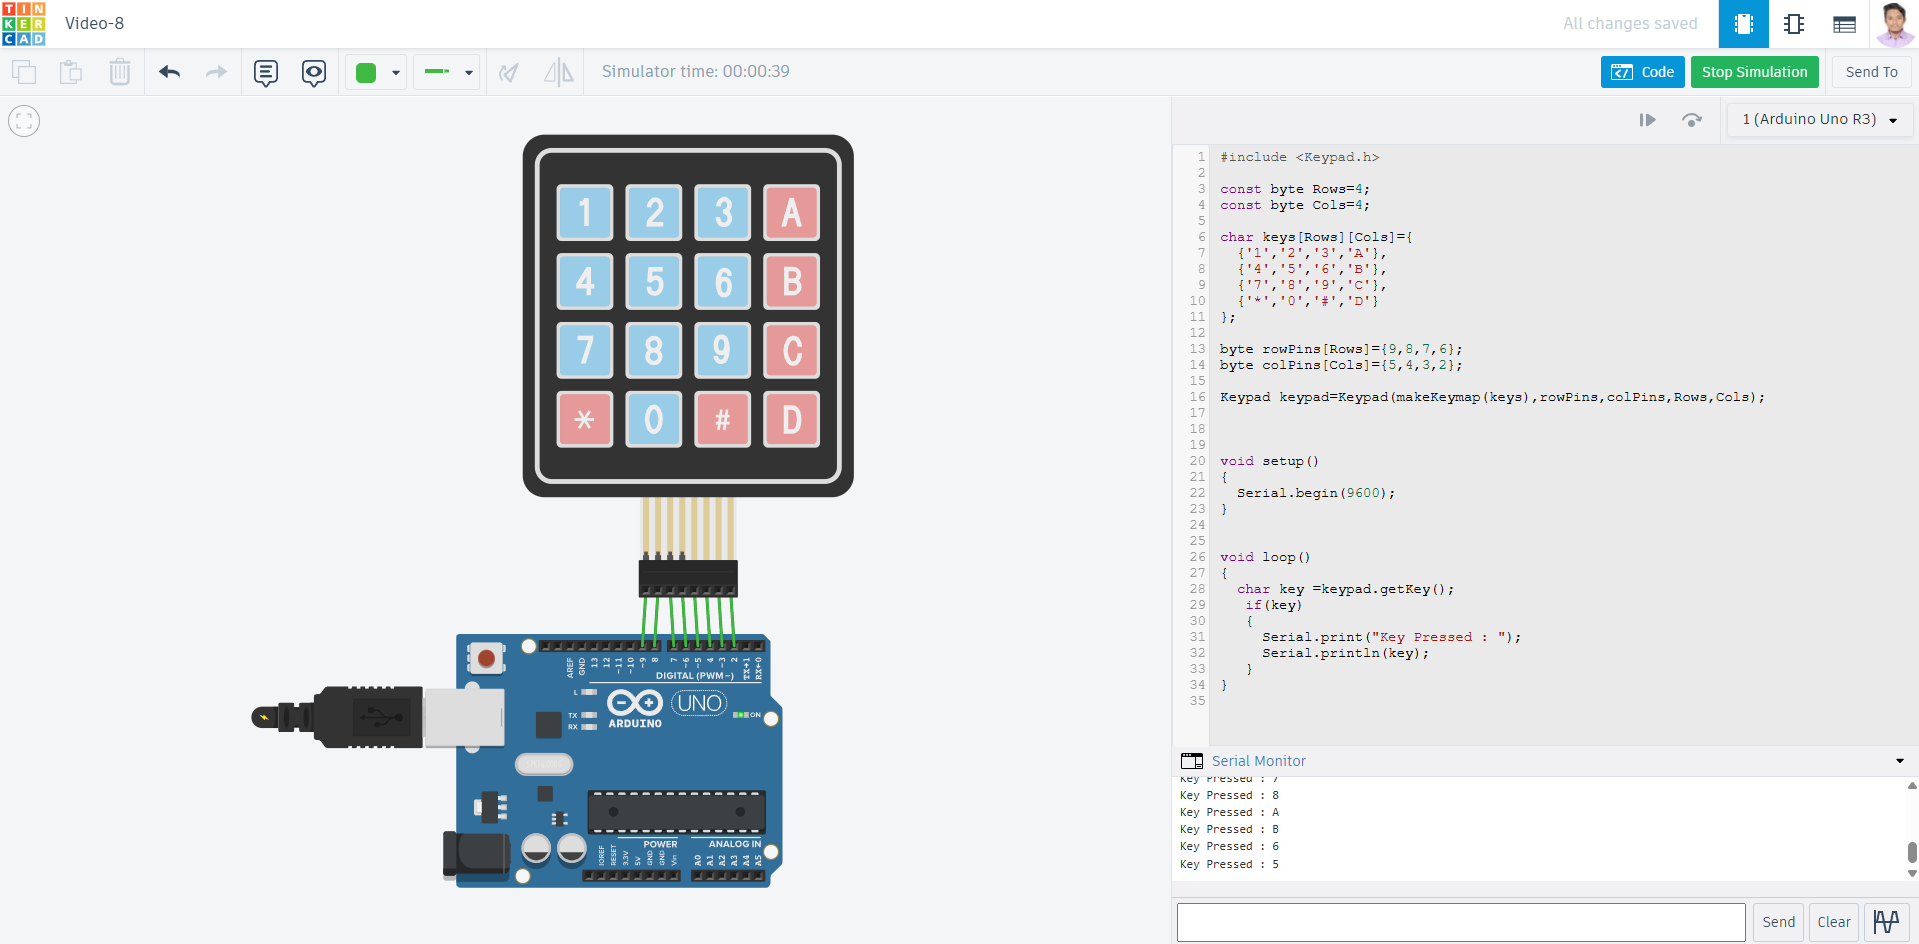 TIN
KER
CAD
Video-8
All changes saved
Simulator time: 00:00:39
Code
Stop Simulation
Send To
1 (Arduino Uno R3)
1 2 3 A
4 5 6 B
7 8 9 C
* 0 # D
AREF
GND
13
12
~11
~10
~9
8
7
~6
~5
4
~3
2
TX→1
RX←0
DIGITAL (PWM~)
L
TX
RX
ARDUINO
UNO
ON
POWER
ANALOG IN
IOREF
RESET
3.3V
5V
GND
GND
Vin
A0
A1
A2
A3
A4
A5
1 #include <Keypad.h>
2
3 const byte Rows=4;
4 const byte Cols=4;
5
6 char keys[Rows][Cols]={
7 {'1','2','3','A'},
8 {'4','5','6','B'},
9 {'7','8','9','C'},
10 {'*','0','#','D'}
11 };
12
13 byte rowPins[Rows]={9,8,7,6};
14 byte colPins[Cols]={5,4,3,2};
15
16 Keypad keypad=Keypad(makeKeymap(keys),rowPins,colPins,Rows,Cols);
17
18
19
20 void setup()
21 {
22 Serial.begin(9600);
23 }
24
25
26 void loop()
27 {
28 char key =keypad.getKey();
29 if(key)
30 {
31 Serial.print("Key Pressed : ");
32 Serial.println(key);
33 }
34 }
35
Serial Monitor
Key Pressed : 7
Key Pressed : 8
Key Pressed : A
Key Pressed : B
Key Pressed : 6
Key Pressed : 5
Send
Clear